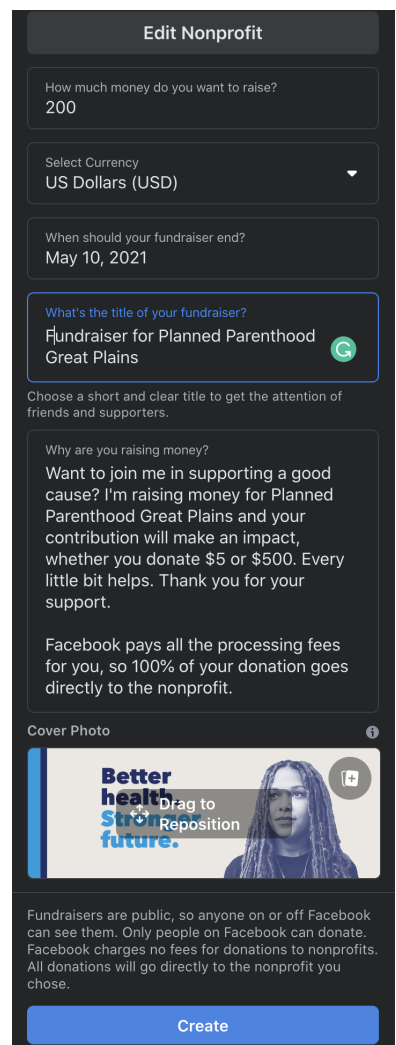 Edit Nonprofit
How much money do you want to raise?
200
Select Currency
US Dollars (USD)
When should your fundraiser end?
May 10, 2021
What's the title of your fundraiser?
Fundraiser for Planned Parenthood
Great Plains
Choose a short and clear title to get the attention of
friends and supporters.
Why are you raising money?
Want to join me in supporting a good
cause? I'm raising money for Planned
Parenthood Great Plains and your
contribution will make an impact,
whether you donate $5 or $500. Every
little bit helps. Thank you for your
support.
Facebook pays all the processing fees
for you, so 100% of your donation goes
directly to the nonprofit.
Cover Photo
Better
health.
Stronger
future.
Drag to
Reposition
Fundraisers are public, so anyone on or off Facebook
can see them. Only people on Facebook can donate.
Facebook charges no fees for donations to nonprofits.
All donations will go directly to the nonprofit you
chose.
Create